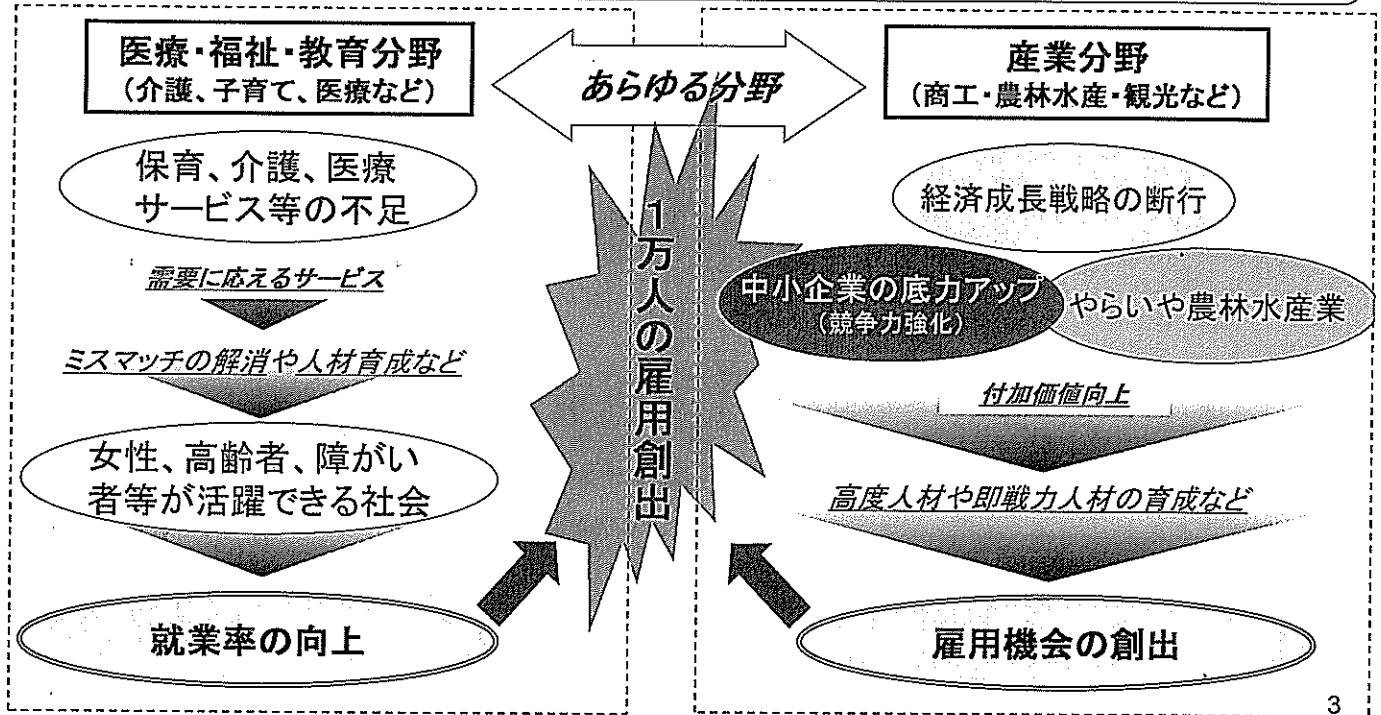 医療・福祉・教育分野
(介護、子育て、医療など)
保育、介護、医療
サービス等の不足
需要に応えるサービス
ミスマッチの解消や人材育成など
女性、高齢者、障がい
者等が活躍できる社会
就業率の向上
あらゆる分野
1万人の雇用創出
産業分野
(商工・農林水産・観光など)
経済成長戦略の断行
中小企業の底力アップ
(競争力強化)
やらいや農林水産業
付加価値向上
高度人材や即戦力人材の育成など
雇用機会の創出
3